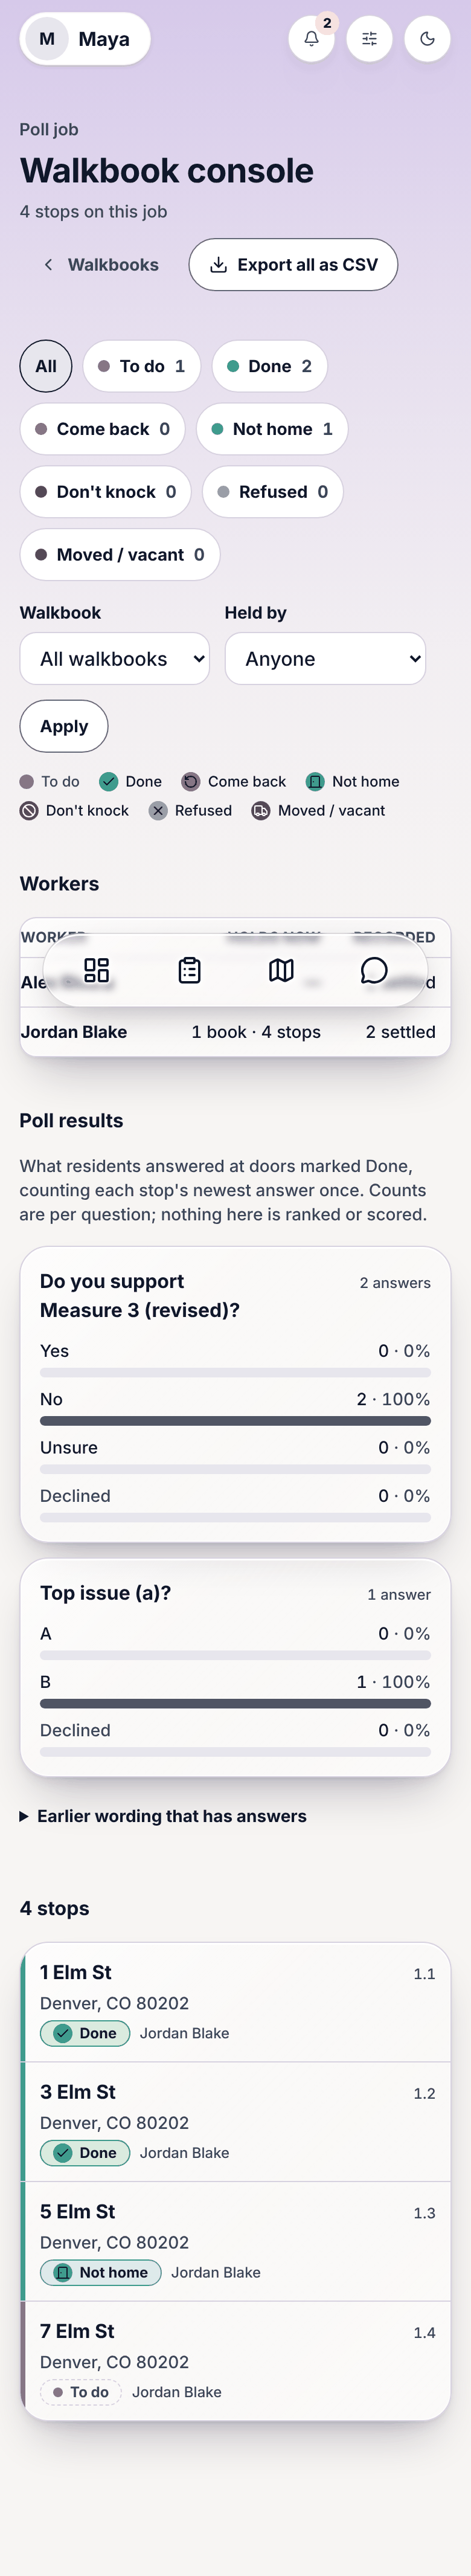 M Maya 2
Poll job
Walkbook console
4 stops on this job
Walkbooks Export all as CSV
All To do 1 Done 2
Come back 0 Not home 1
Don't knock 0 Refused 0
Moved / vacant 0
Walkbook Held by
All walkbooks Anyone
Apply
To do Done Come back Not home
Don't knock Refused Moved / vacant
Workers
WORKER
Jordan Blake 1 book · 4 stops 2 settled
Poll results
What residents answered at doors marked Done,
counting each stop's newest answer once. Counts
are per question; nothing here is ranked or scored.
Do you support 2 answers
Measure 3 (revised)?
Yes 0 · 0%
No 2 · 100%
Unsure 0 · 0%
Declined 0 · 0%
Top issue (a)? 1 answer
A 0 · 0%
B 1 · 100%
Declined 0 · 0%
Earlier wording that has answers
4 stops
1 Elm St 1.1
Denver, CO 80202
Done Jordan Blake
3 Elm St 1.2
Denver, CO 80202
Done Jordan Blake
5 Elm St 1.3
Denver, CO 80202
Not home Jordan Blake
7 Elm St 1.4
Denver, CO 80202
To do Jordan Blake